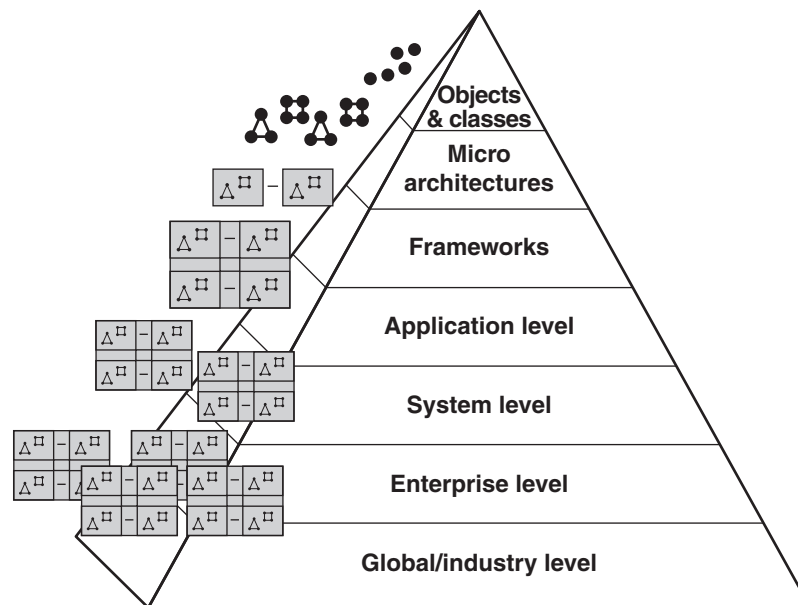 Objects
& classes
Micro
architectures
Frameworks
Application level
System level
Enterprise level
Global/industry level